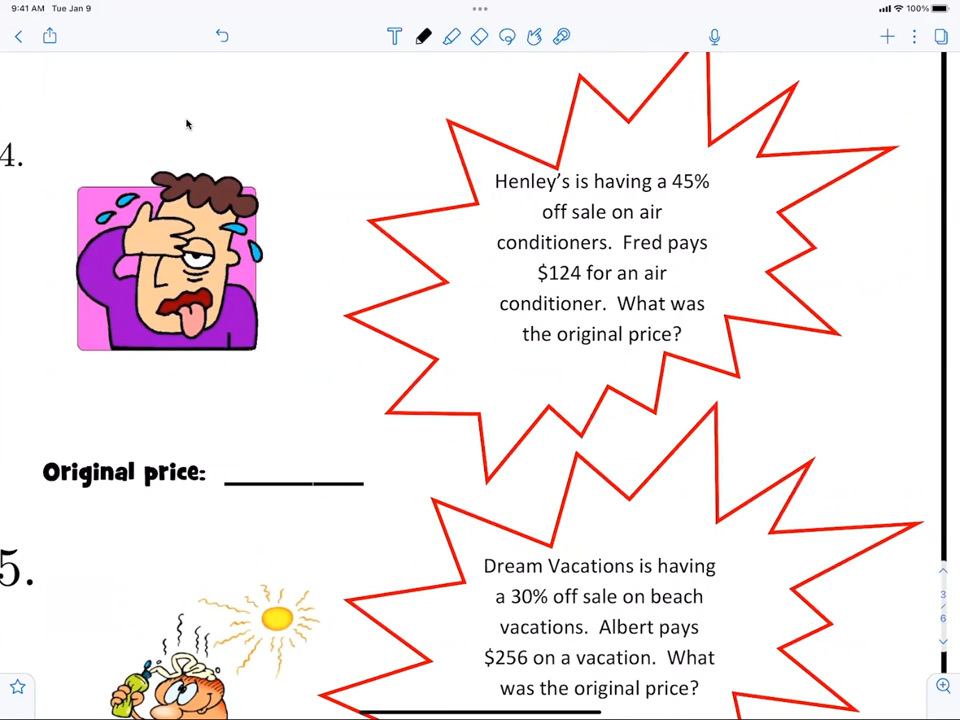 9:41 AM Tue Jan 9
100%
4.
Henley's is having a 45%
off sale on air
conditioners. Fred pays
$124 for an air
conditioner. What was
the original price?
Original price:
5.
Dream Vacations is having
a 30% off sale on beach
vacations. Albert pays
$256 on a vacation. What
was the original price?
3
/
6